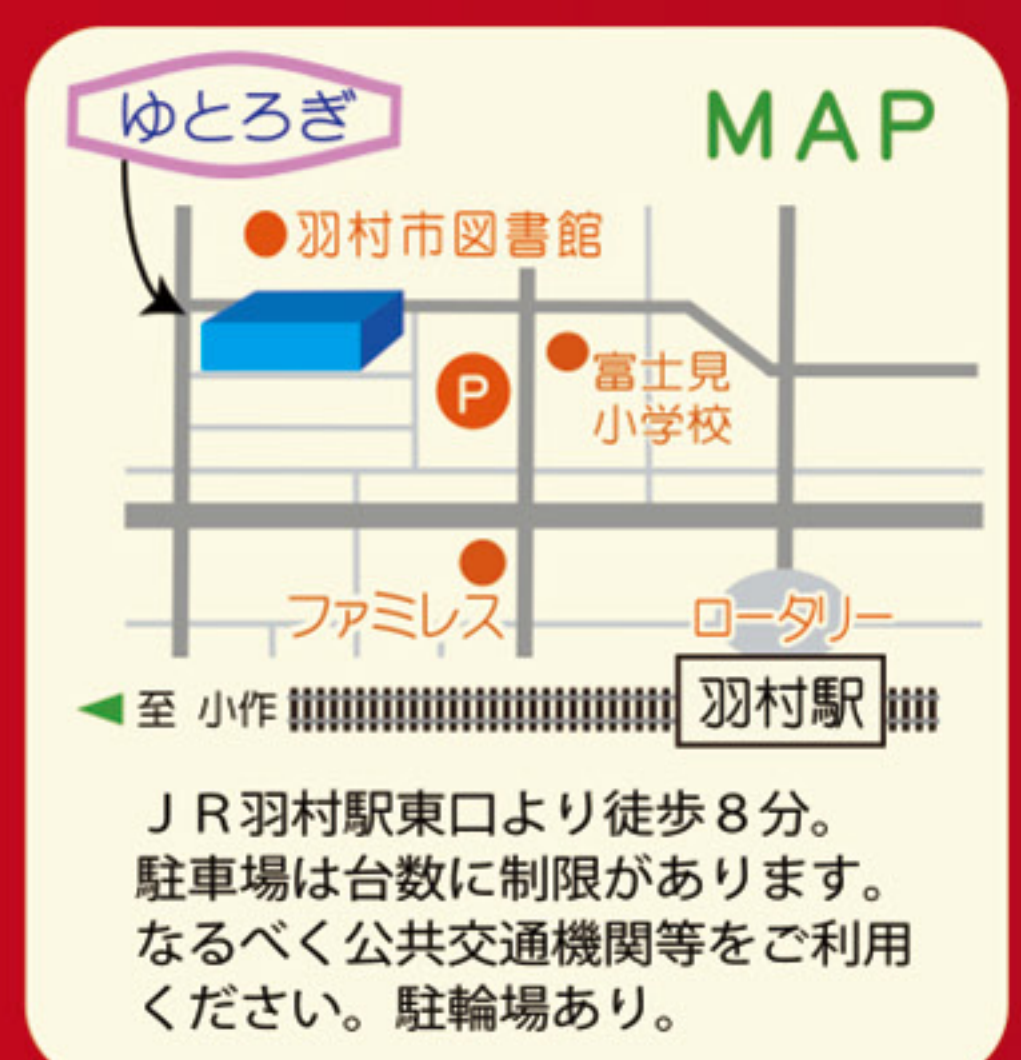 ゆとろぎ
MAP
羽村市図書館
P
富士見
小学校
ファミレス
ロータリー
至 小作
羽村駅
ＪＲ羽村駅東口より徒歩８分。
駐車場は台数に制限があります。
なるべく公共交通機関等をご利用
ください。駐輪場あり。